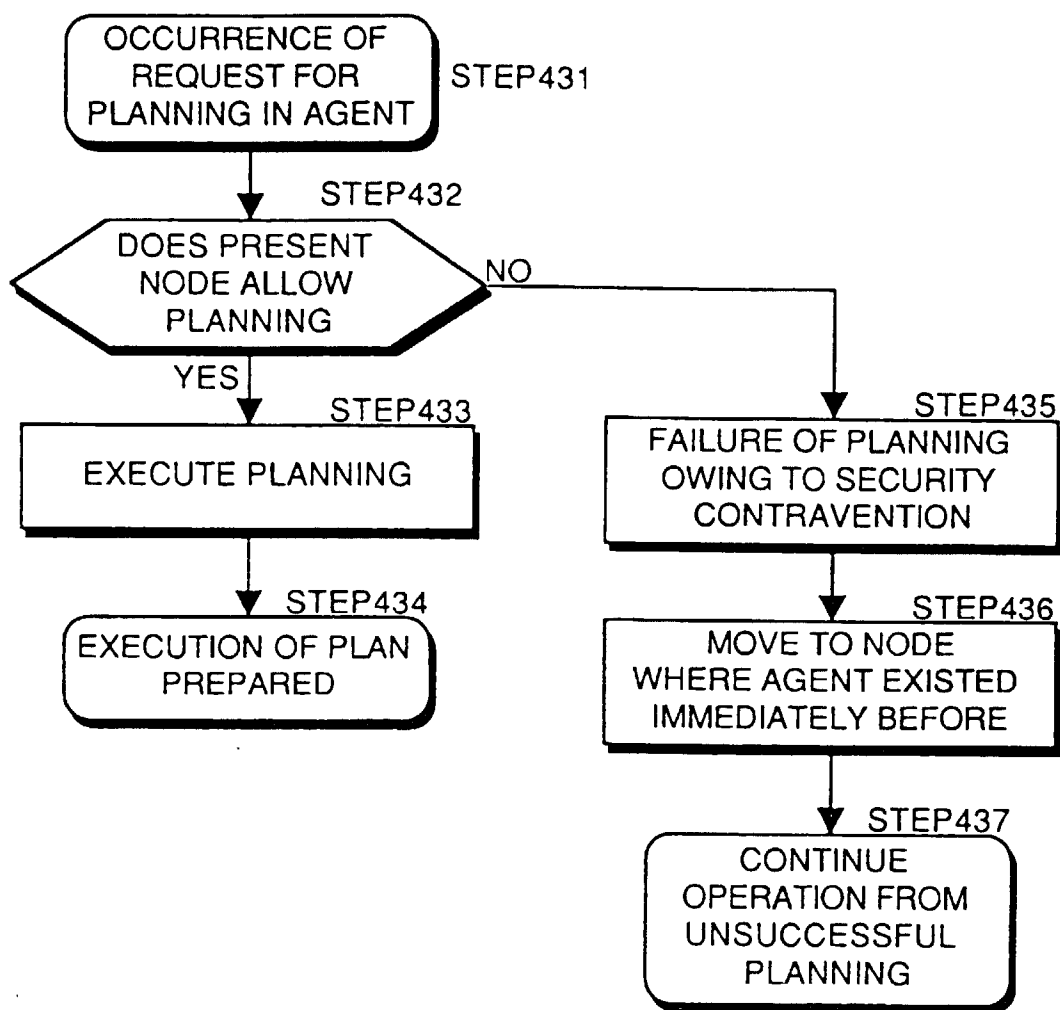 OCCURRENCE OF
REQUEST FOR
PLANNING IN AGENT
STEP431
STEP432
DOES PRESENT
NODE ALLOW
PLANNING
NO
YES
STEP433
EXECUTE PLANNING
STEP434
EXECUTION OF PLAN
PREPARED
STEP435
FAILURE OF PLANNING
OWING TO SECURITY
CONTRAVENTION
STEP436
MOVE TO NODE
WHERE AGENT EXISTED
IMMEDIATELY BEFORE
STEP437
CONTINUE
OPERATION FROM
UNSUCCESSFUL
PLANNING